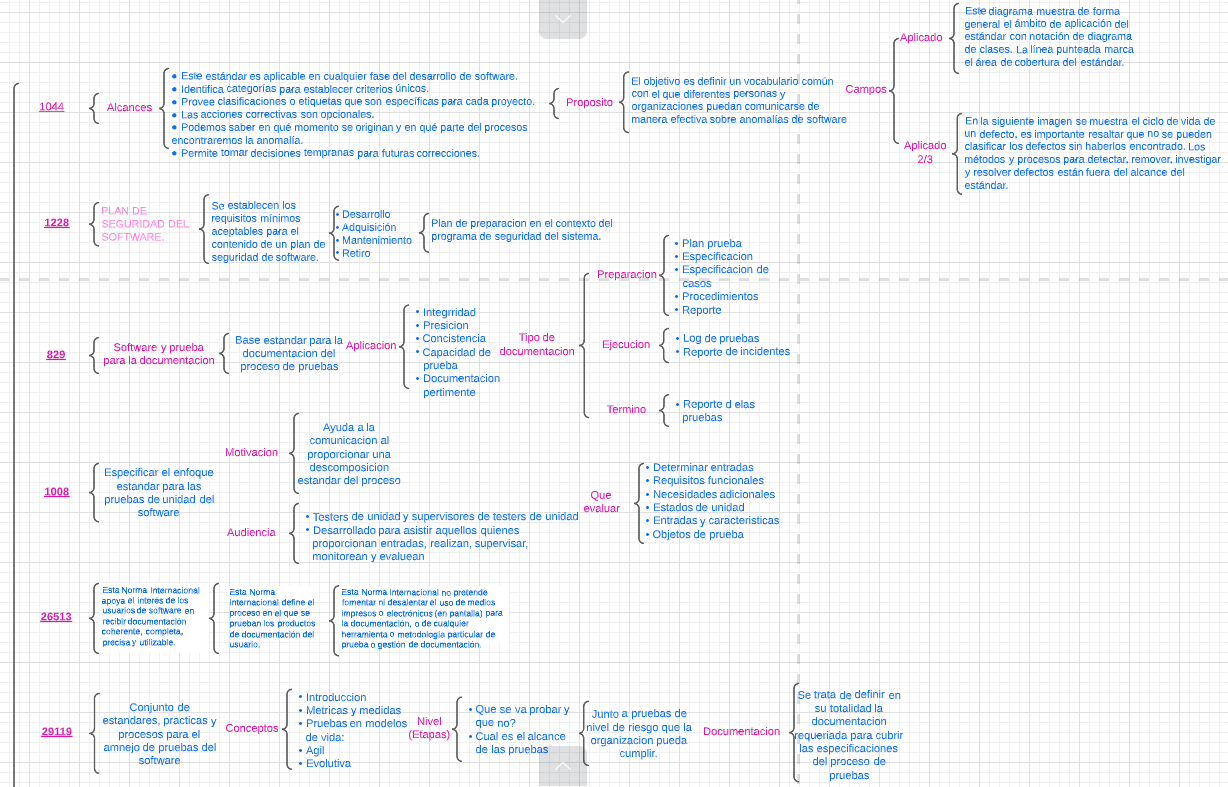 1044
Alcances
● Este estándar es aplicable en cualquier fase del desarrollo de software.
● Identifica categorías para establecer criterios únicos.
● Provee clasificaciones o etiquetas que son específicas para cada proyecto.
● Las acciones correctivas son opcionales.
● Podemos saber en qué momento se originan y en qué parte del procesos
encontraremos la anomalía.
● Permite tomar decisiones tempranas para futuras correcciones.
Proposito
El objetivo es definir un vocabulario común
con el que diferentes personas y
organizaciones puedan comunicarse de
manera efectiva sobre anomalías de software
Campos
Aplicado
Este diagrama muestra de forma
general el ámbito de aplicación del
estándar con notación de diagrama
de clases. La línea punteada marca
el área de cobertura del estándar.
Aplicado
2/3
En la siguiente imagen se muestra el ciclo de vida de
un defecto, es importante resaltar que no se pueden
clasificar los defectos sin haberlos encontrado. Los
métodos y procesos para detectar, remover, investigar
y resolver defectos están fuera del alcance del
estándar.
1228
PLAN DE
SEGURIDAD DEL
SOFTWARE.
Se establecen los
requisitos mínimos
aceptables para el
contenido de un plan de
seguridad de software.
• Desarrollo
• Adquisición
• Mantenimiento
• Retiro
Plan de preparacion en el contexto del
programa de seguridad del sistema.
829
Software y prueba
para la documentacion
Base estandar para la
documentacion del
proceso de pruebas
Aplicacion
• Integrridad
• Presicion
• Concistencia
• Capacidad de
prueba
• Documentacion
pertimente
Tipo de
documentacion
Preparacion
• Plan prueba
• Especificacion
• Especificacion de
casos
• Procedimientos
• Reporte
Ejecucion
• Log de pruebas
• Reporte de incidentes
Termino
• Reporte d elas
pruebas
1008
Especificar el enfoque
estandar para las
pruebas de unidad del
software
Motivacion
Ayuda a la
comunicacion al
proporcionar una
descomposicion
estandar del proceso
Audiencia
• Testers de unidad y supervisores de testers de unidad
• Desarrollado para asistir aquellos quienes
proporcionan entradas, realizan, supervisar,
monitorean y evaluean
Que
evaluar
• Determinar entradas
• Requisitos funcionales
• Necesidades adicionales
• Estados de unidad
• Entradas y caracteristicas
• Objetos de prueba
26513
Esta Norma Internacional
apoya el interés de los
usuarios de software en
recibir documentación
coherente, completa,
precisa y utilizable.
Esta Norma
Internacional define el
proceso en el que se
prueban los productos
de documentación del
usuario.
Esta Norma Internacional no pretende
fomentar ni desalentar el uso de medios
impresos o electrónicos (en pantalla) para
la documentación, o de cualquier
herramienta o metodología particular de
prueba o gestión de documentación.
29119
Conjunto de
estandares, practicas y
procesos para el
amnejo de pruebas del
software
Conceptos
• Introduccion
• Metricas y medidas
• Pruebas en modelos
de vida:
• Agil
• Evolutiva
Nivel
(Etapas)
• Que se va probar y
que no?
• Cual es el alcance
de las pruebas
Junto a pruebas de
nivel de riesgo que la
organizacion pueda
cumplir.
Documentacion
Se trata de definir en
su totalidad la
documentacion
requeriada para cubrir
las especificaciones
del proceso de
pruebas